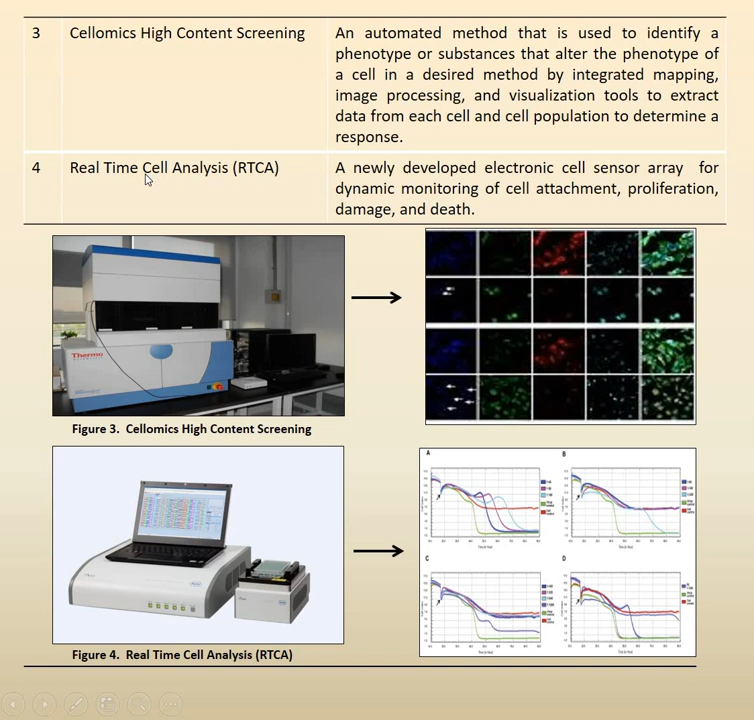 3 Cellomics High Content Screening An automated method that is used to identify a
phenotype or substances that alter the phenotype of
a cell in a desired method by integrated mapping,
image processing, and visualization tools to extract
data from each cell and cell population to determine a
response.
4 Real Time Cell Analysis (RTCA) A newly developed electronic cell sensor array for
dynamic monitoring of cell attachment, proliferation,
damage, and death.
Thermo
Figure 3. Cellomics High Content Screening
A B
C D
Figure 4. Real Time Cell Analysis (RTCA)